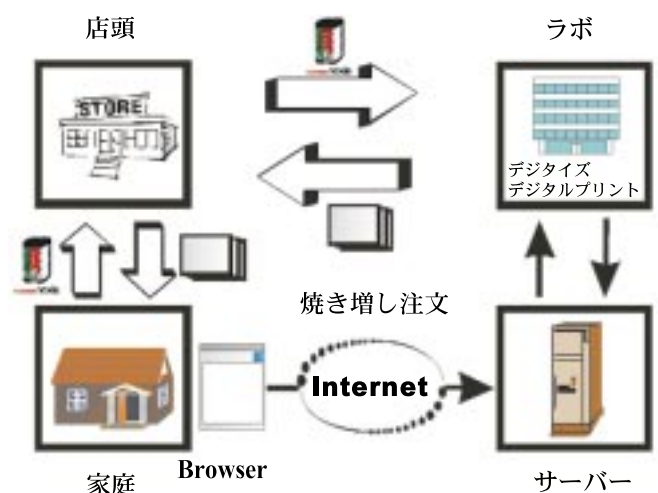 店頭
ラボ
STORE
デジタイズ
デジタルプリント
焼き増し注文
Internet
Browser
家庭
サーバー